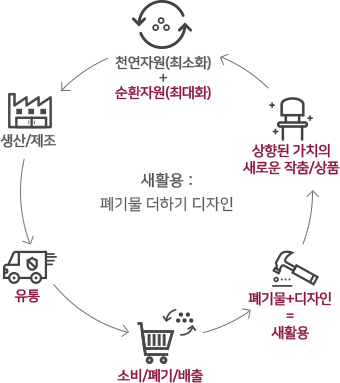 천연자원(최소화)
+
순환자원(최대화)
생산/제조
상향된 가치의
새로운 작춤/상품
새활용 :
폐기물 더하기 디자인
유통
폐기물+디자인
=
새활용
소비/폐기/배출